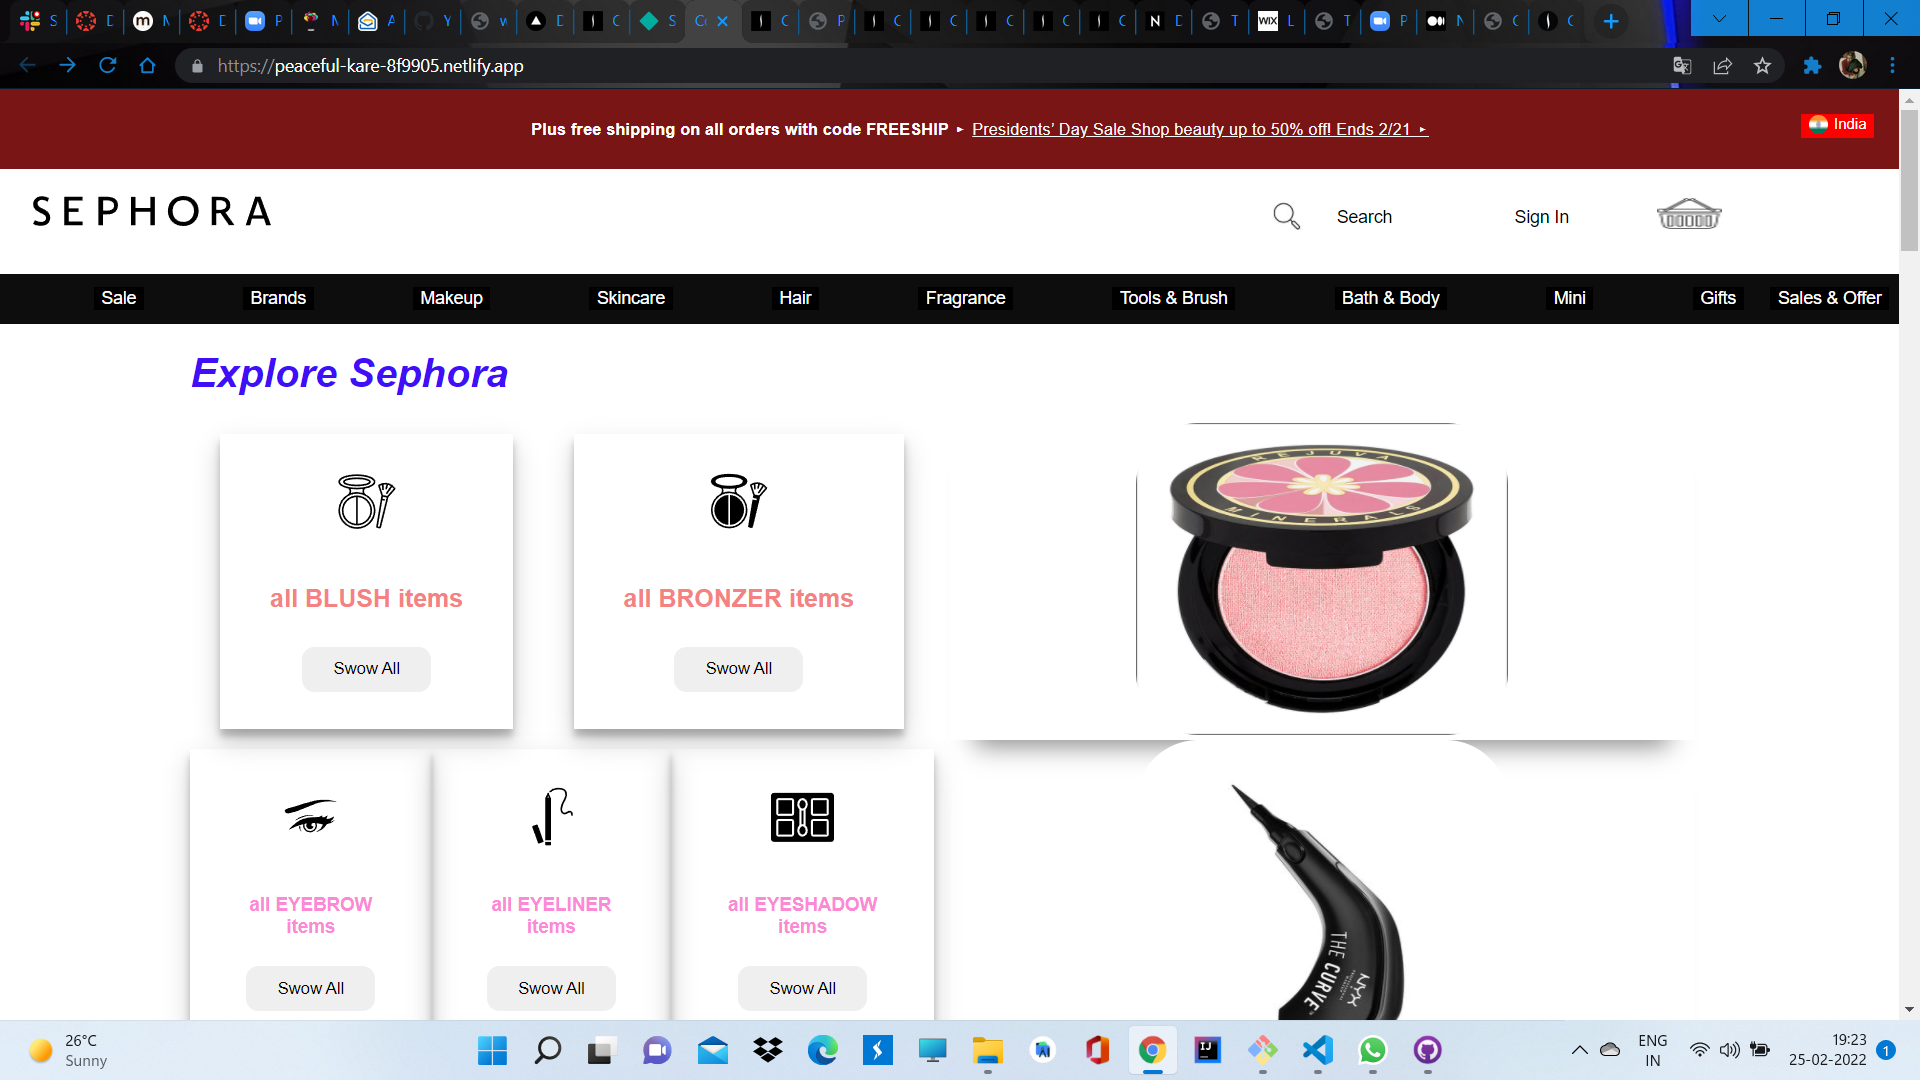 https://peaceful-kare-8f9905.netlify.app
Plus free shipping on all orders with code FREESHIP ▸ Presidents’ Day Sale Shop beauty up to 50% off! Ends 2/21 ▸
India
SEPHORA
Search
Sign In
Sale
Brands
Makeup
Skincare
Hair
Fragrance
Tools & Brush
Bath & Body
Mini
Gifts
Sales & Offer
Explore Sephora
all BLUSH items
Swow All
all BRONZER items
Swow All
REJUVA
MINERALS
all EYEBROW
items
Swow All
all EYELINER
items
Swow All
all EYESHADOW
items
Swow All
THE CURVE
NYX
26°C
Sunny
ENG
IN
19:23
25-02-2022
1